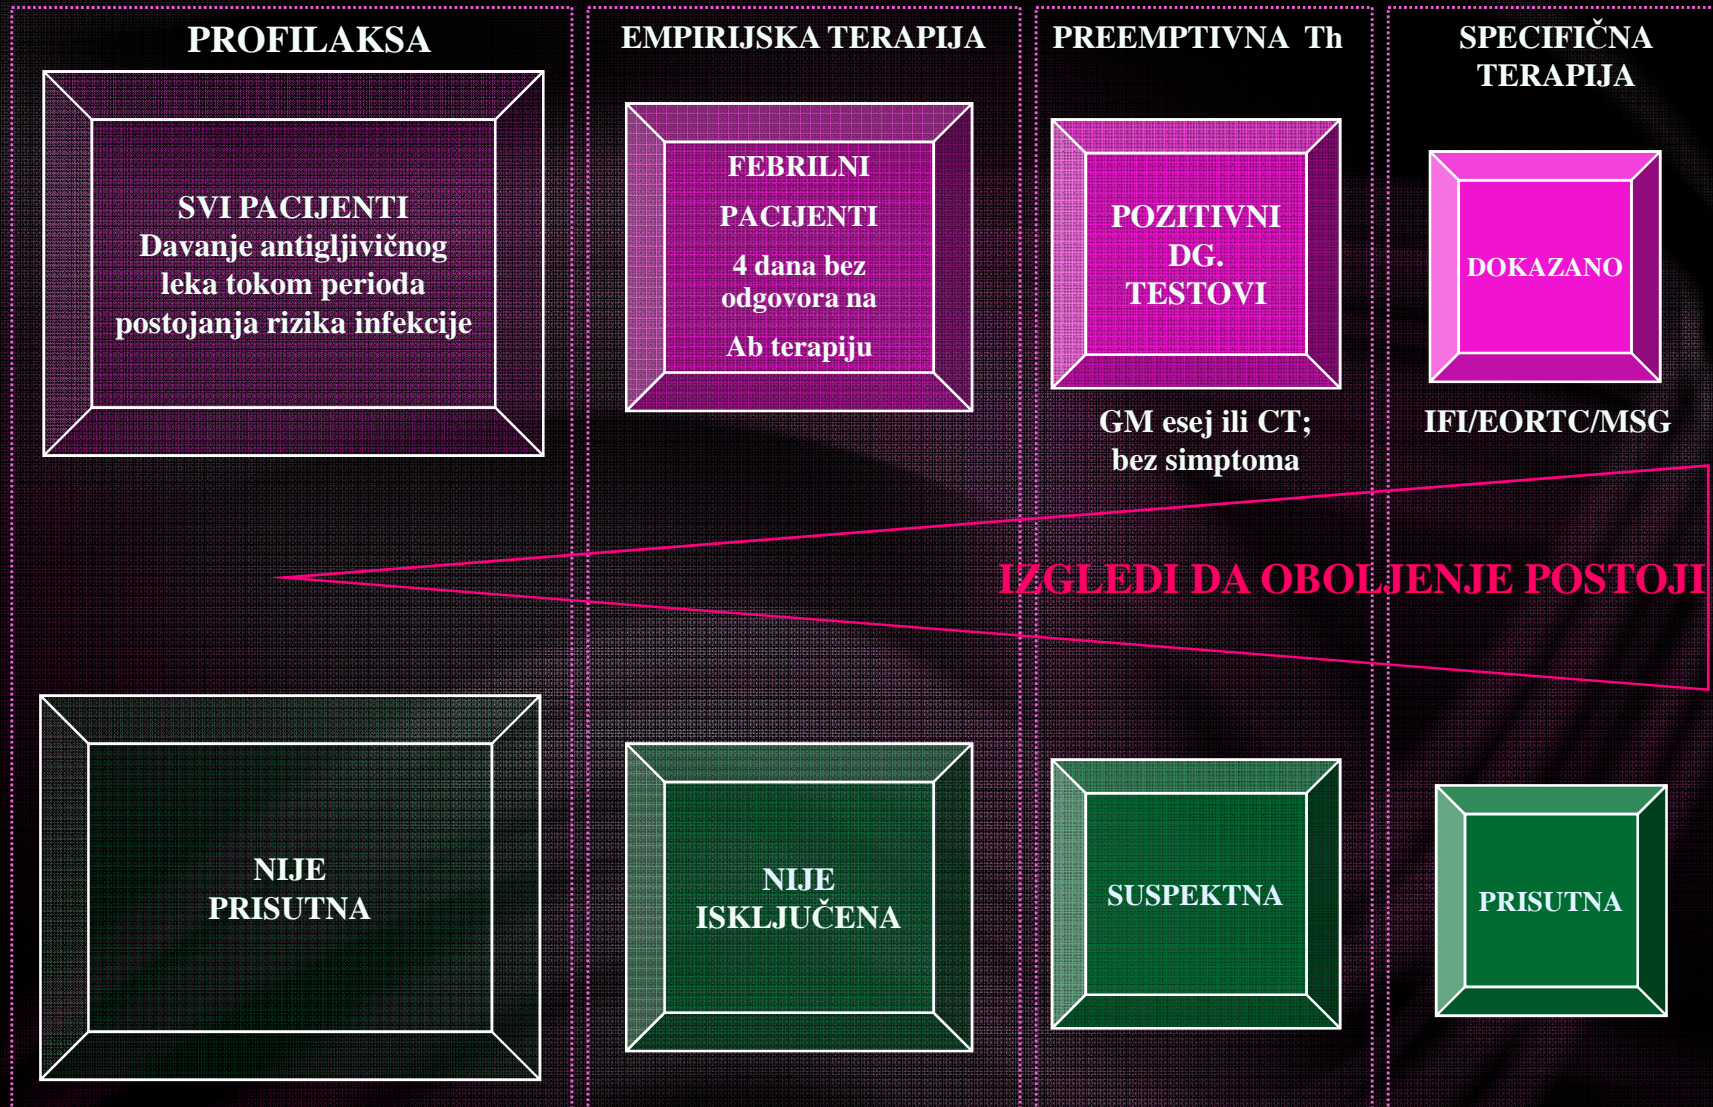 PROFILAKSA
SVI PACIJENTI
Davanje antigljivičnog
leka tokom perioda
postojanja rizika infekcije
EMPIRIJSKA TERAPIJA
FEBRILNI
PACIJENTI
4 dana bez
odgovora na
Ab terapiju
PREEMPTIVNA Th
POZITIVNI
DG.
TESTOVI
GM esej ili CT;
bez simptoma
SPECIFIČNA
TERAPIJA
DOKAZANO
IFI/EORTC/MSG
IZGLEDI DA OBOLJENJE POSTOJI
NIJE
PRISUTNA
NIJE
ISKLJUČENA
SUSPEKTNA
PRISUTNA